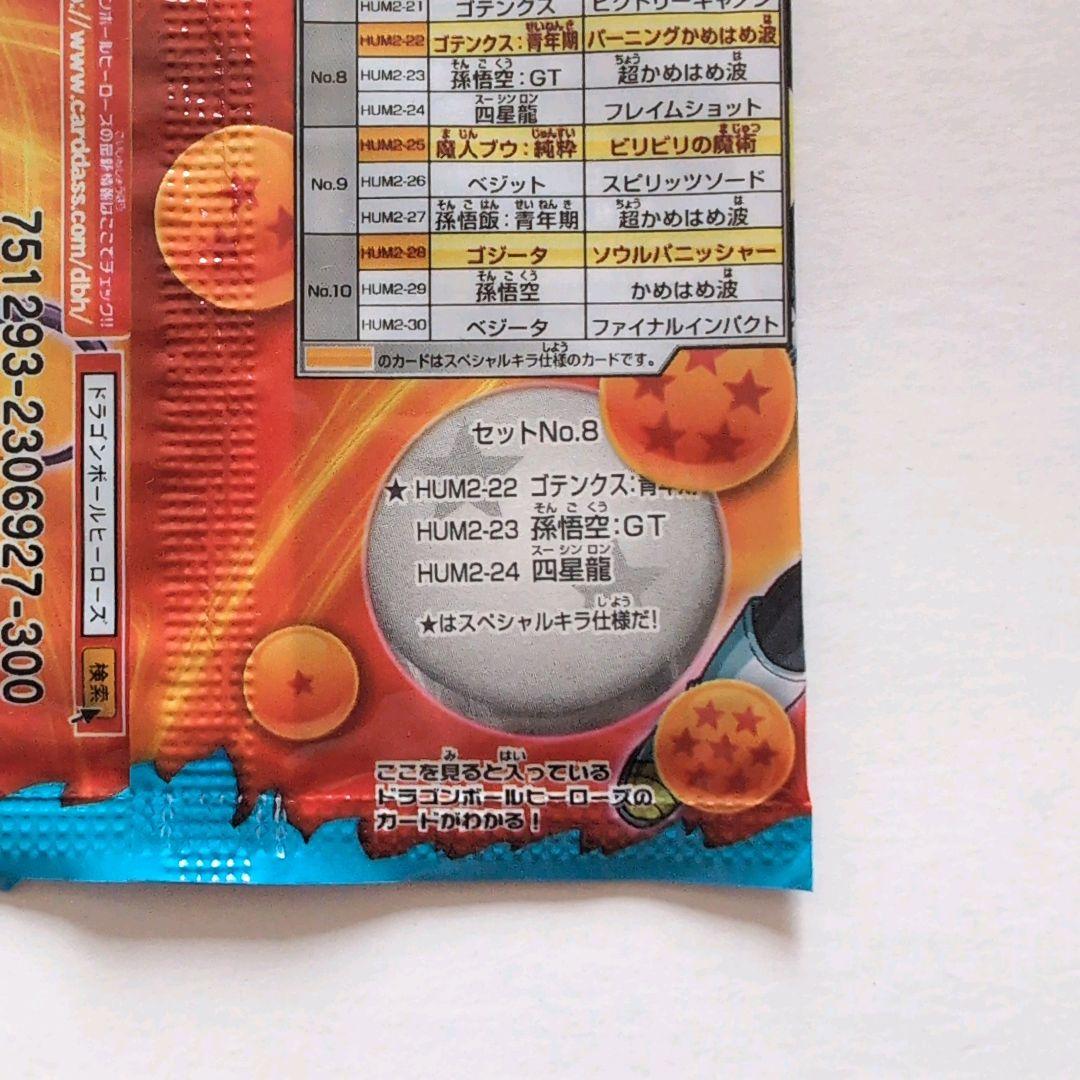 HUM2-21 ゴテンクス ビクトリーキャノン
HUM2-22 ゴテンクス:青年期 バーニングかめはめ波
No.8 HUM2-23 孫悟空:GT 超かめはめ波
HUM2-24 四星龍 フレイムショット
HUM2-25 魔人ブウ:純粋 ビリビリの魔術
No.9 HUM2-26 ベジット スピリッツソード
HUM2-27 孫悟飯:青年期 超かめはめ波
HUM2-28 ゴジータ ソウルパニッシャー
No.10 HUM2-29 孫悟空 かめはめ波
HUM2-30 ベジータ ファイナルインパクト
のカードはスペシャルキラ仕様のカードです。
セットNo.8
★ HUM2-22 ゴテンクス:青年期
HUM2-23 孫悟空:GT
HUM2-24 四星龍
★はスペシャルキラ仕様だ!
ここを見ると入っている
ドラゴンボールヒーローズの
カードがわかる!
www.carddass.com/dbh/
ドラゴンボールヒーローズ
検索
751293-2306927-300